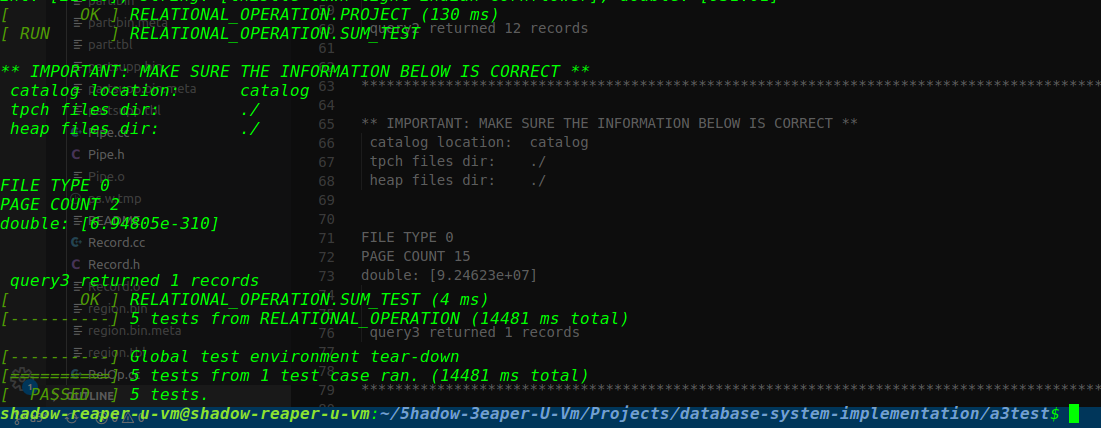 [       OK ] RELATIONAL_OPERATION.PROJECT (130 ms)
[ RUN      ] RELATIONAL_OPERATION.SUM_TEST
** IMPORTANT: MAKE SURE THE INFORMATION BELOW IS CORRECT **
catalog location: catalog
tpch files dir: ./
heap files dir: ./
FILE TYPE 0
PAGE COUNT 2
double: [6.94805e-310]
query3 returned 1 records
[       OK ] RELATIONAL_OPERATION.SUM_TEST (4 ms)
[----------] 5 tests from RELATIONAL_OPERATION (14481 ms total)
[----------] Global test environment tear-down
[==========] 5 tests from 1 test case ran. (14481 ms total)
[  PASSED  ] 5 tests.
shadow-reaper-u-vm@shadow-reaper-u-vm:~/5hadow-3eaper-U-Vm/Projects/database-system-implementation/a3test$
part.bin.meta
part.tbl
Pipe.cc
Pipe.h
Pipe.o
README
Record.cc
Record.h
region.bin
region.bin.meta
region.tbl
OUTLINE
60 query2 returned 12 records
61
63 ********************************************************************************
64
65 ** IMPORTANT: MAKE SURE THE INFORMATION BELOW IS CORRECT **
66 catalog location: catalog
67 tpch files dir: ./
68 heap files dir: ./
69
70
71 FILE TYPE 0
72 PAGE COUNT 15
73 double: [9.24623e+07]
76 query3 returned 1 records
77
78
79 ********************************************************************************